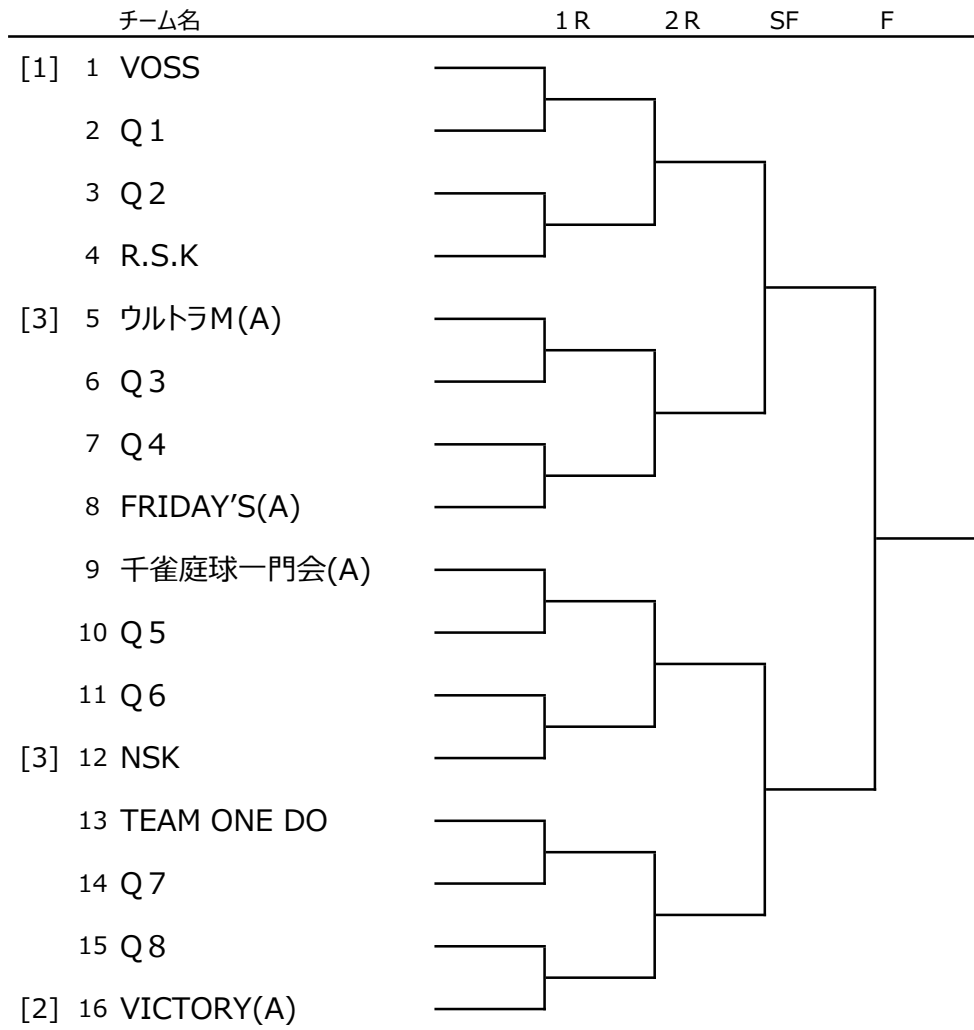 チーム名 1R 2R SF F
[1] 1 VOSS
2 Q1
3 Q2
4 R.S.K
[3] 5 ウルトラM(A)
6 Q3
7 Q4
8 FRIDAY’S(A)
9 千雀庭球一門会(A)
10 Q5
11 Q6
[3] 12 NSK
13 TEAM ONE DO
14 Q7
15 Q8
[2] 16 VICTORY(A)